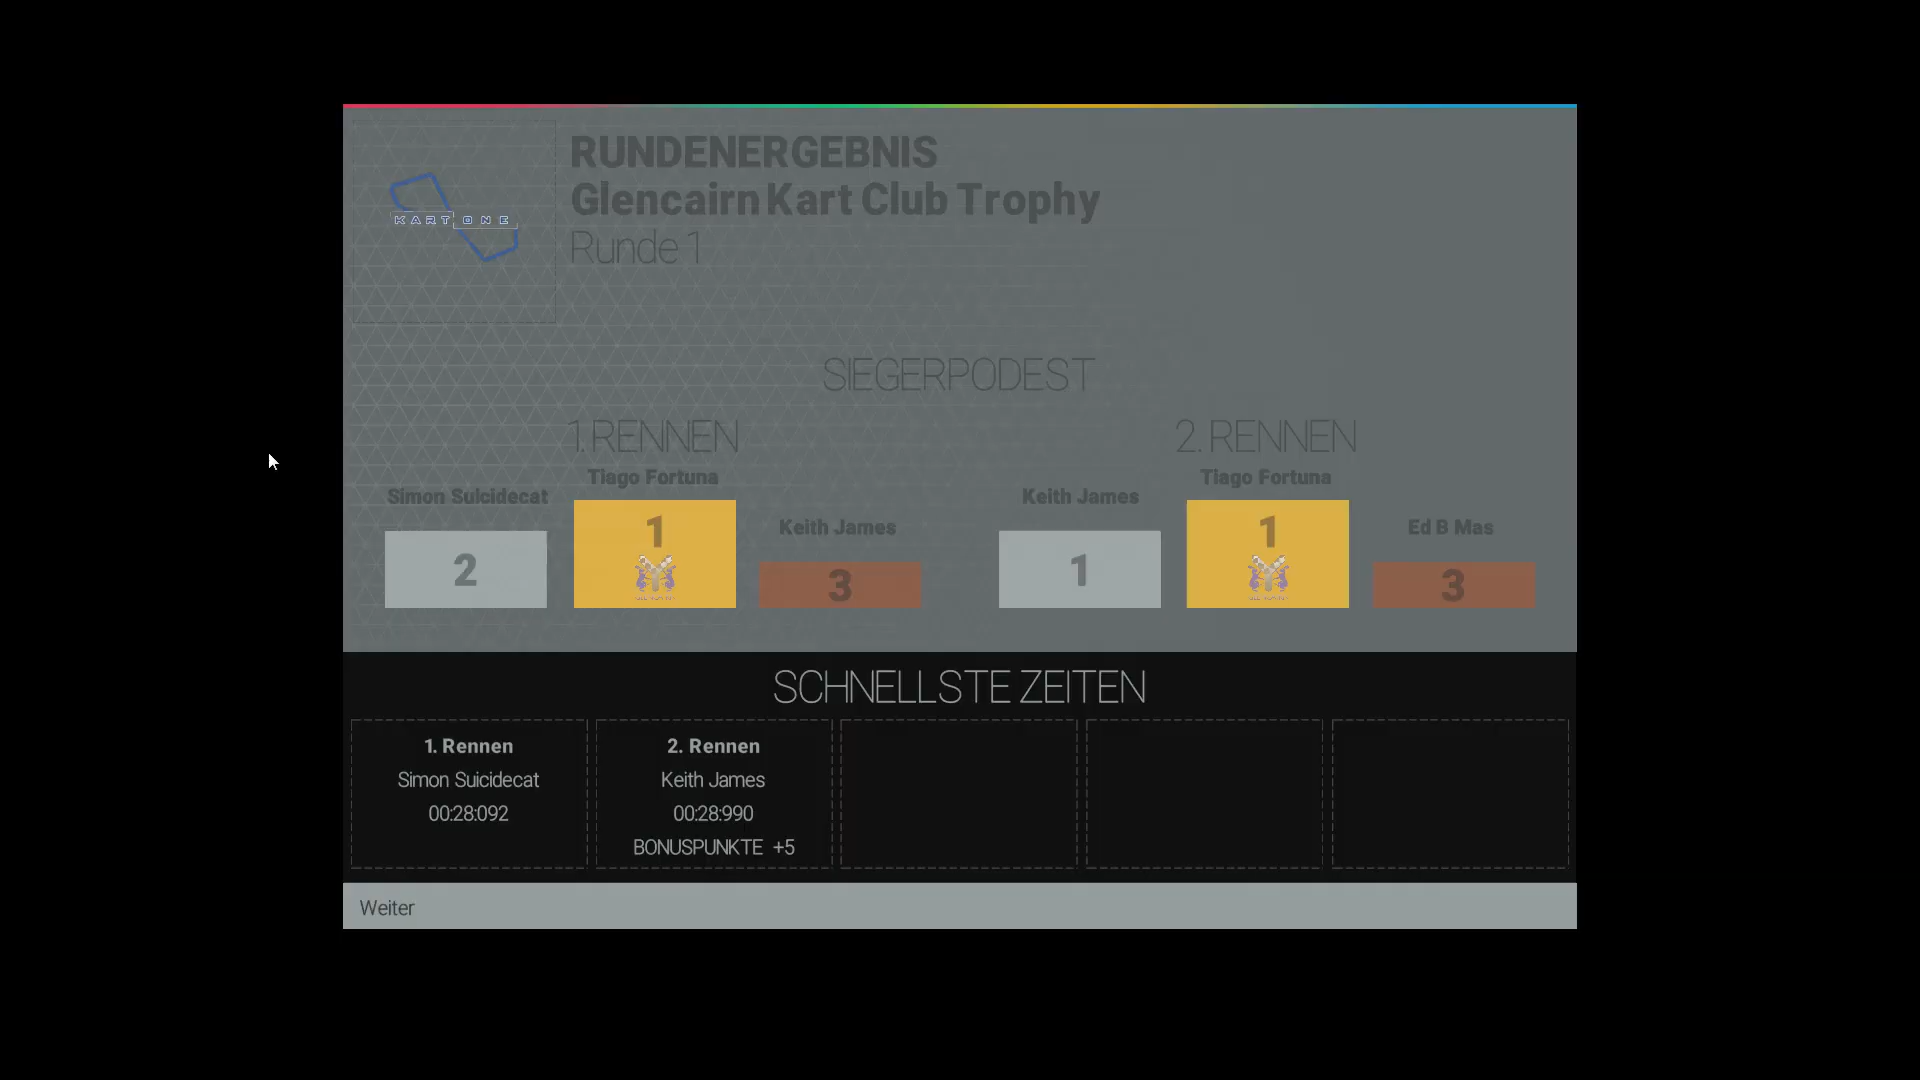 RUNDENERGEBNIS
Glencairn Kart Club Trophy
Runde 1
KART ONE
SIEGERPODEST
1. RENNEN
2. RENNEN
Tiago Fortuna
Tiago Fortuna
Simon Suicidecat
Keith James
Keith James
Ed B Mas
2
1
3
1
1
3
SCHNELLSTE ZEITEN
1. Rennen
Simon Suicidecat
00:28:092
2. Rennen
Keith James
00:28:990
BONUSPUNKTE +5
Weiter